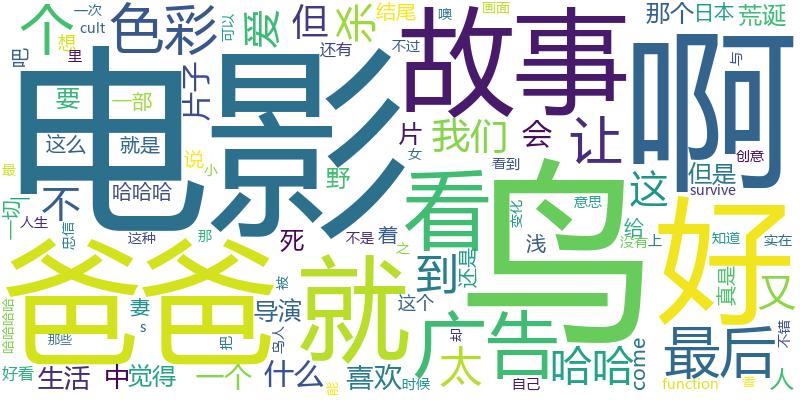 个
一次
cult
色彩
可以
爱
但
杀
结尾
画面
噢
那个
日本
荒诞
吧
想
里
还有
不过
与
电影
故事
啊
要
一部
片子
这么
就是
片
我们
会
让
女
说
小
看到
创意
最
哈哈哈
野
不
一切
看
这
但是
survive
人生
忠信
这种
那
死
不是
着
之
浅
变化
意思
给
没有
上
知道
实在
鸟
好
爸爸
就
到
还是
真是
又
哈哈哈哈
妻
s
导演
被
这个
广告
却
那些
把
鸟人
太
哈哈
come
最后
不错
好看
生活
中
觉得
一个
什么
能
喜欢
时候
自己
function
人